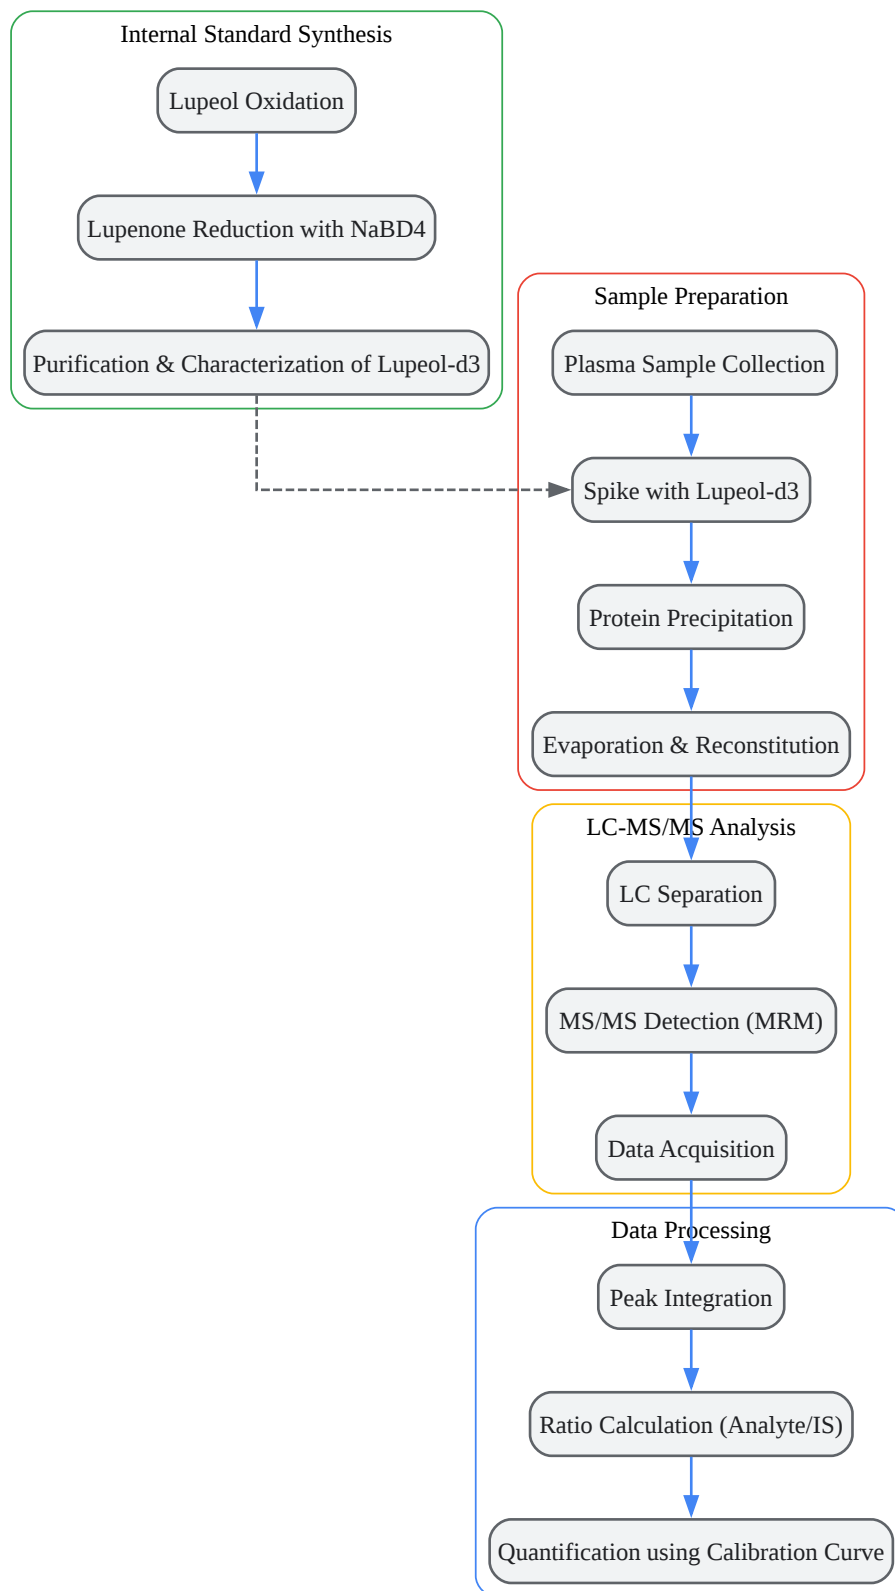 Internal Standard Synthesis
Lupeol Oxidation
Lupenone Reduction with NaBD4
Purification & Characterization of Lupeol-d3
Sample Preparation
Plasma Sample Collection
Spike with Lupeol-d3
Protein Precipitation
Evaporation & Reconstitution
LC-MS/MS Analysis
LC Separation
MS/MS Detection (MRM)
Data Acquisition
Data Processing
Peak Integration
Ratio Calculation (Analyte/IS)
Quantification using Calibration Curve